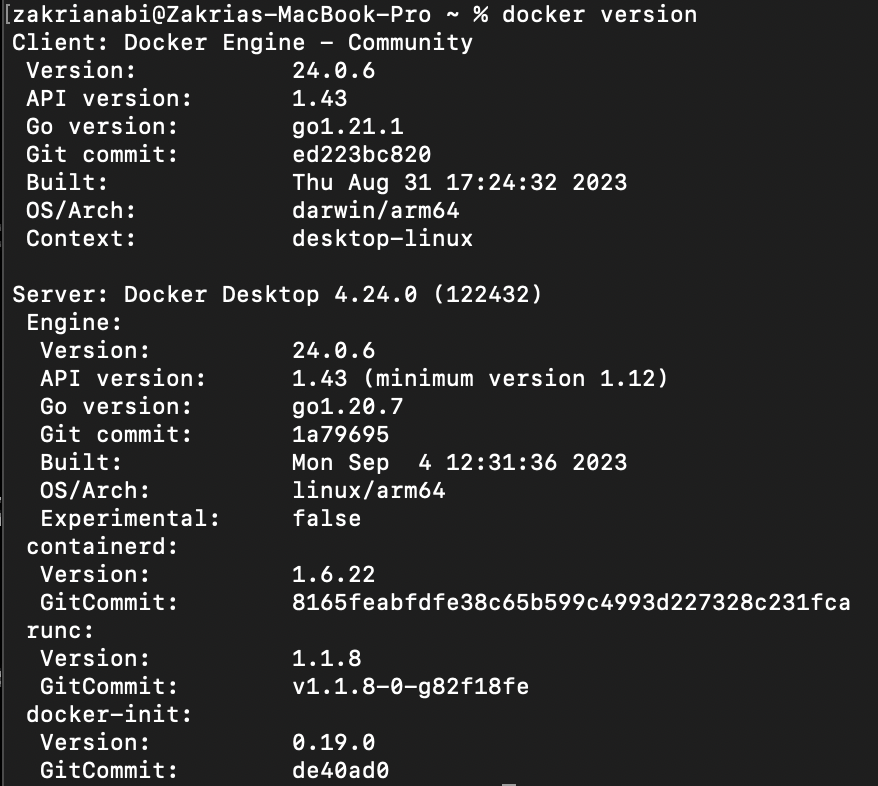 [zakrianabi@Zakrias-MacBook-Pro ~ % docker version
Client: Docker Engine - Community
 Version:           24.0.6
 API version:       1.43
 Go version:        go1.21.1
 Git commit:        ed223bc820
 Built:             Thu Aug 31 17:24:32 2023
 OS/Arch:           darwin/arm64
 Context:           desktop-linux

Server: Docker Desktop 4.24.0 (122432)
 Engine:
  Version:          24.0.6
  API version:      1.43 (minimum version 1.12)
  Go version:       go1.20.7
  Git commit:       1a79695
  Built:            Mon Sep  4 12:31:36 2023
  OS/Arch:          linux/arm64
  Experimental:     false
 containerd:
  Version:          1.6.22
  GitCommit:        8165feabfdfe38c65b599c4993d227328c231fca
 runc:
  Version:          1.1.8
  GitCommit:        v1.1.8-0-g82f18fe
 docker-init:
  Version:          0.19.0
  GitCommit:        de40ad0